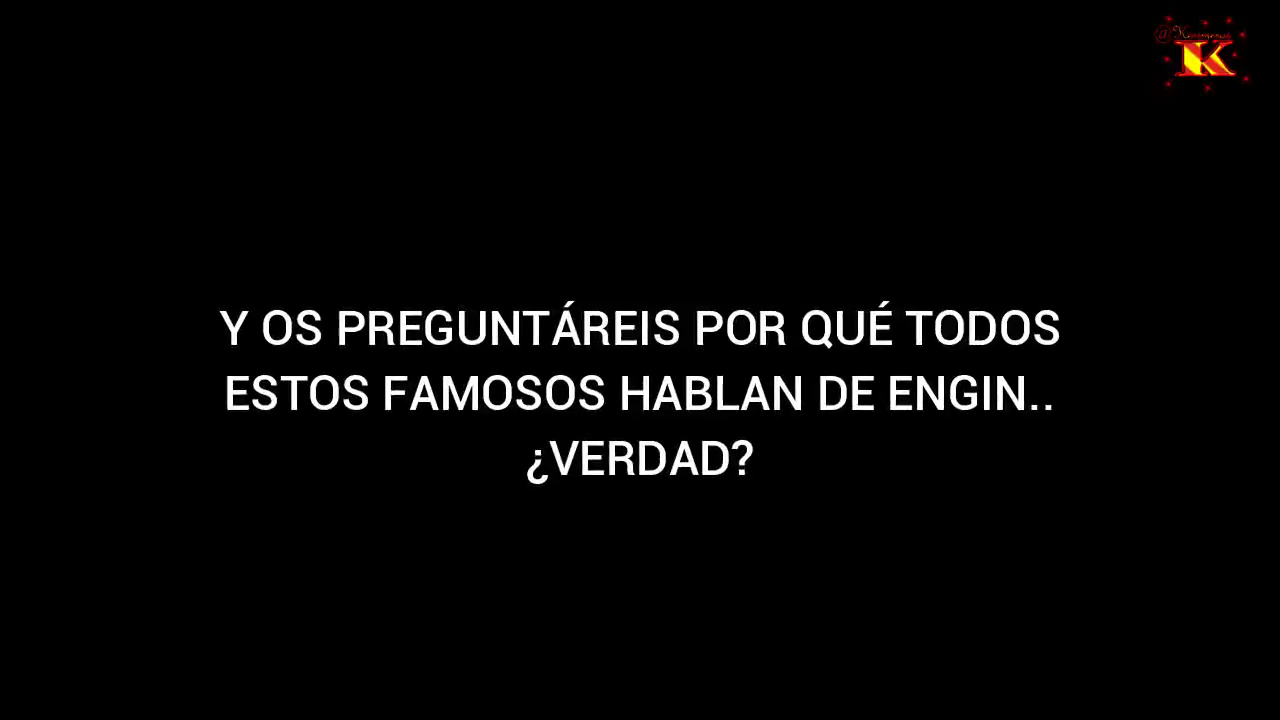 K
Y OS PREGUNTÁREIS POR QUÉ TODOS
ESTOS FAMOSOS HABLAN DE ENGIN..
¿VERDAD?